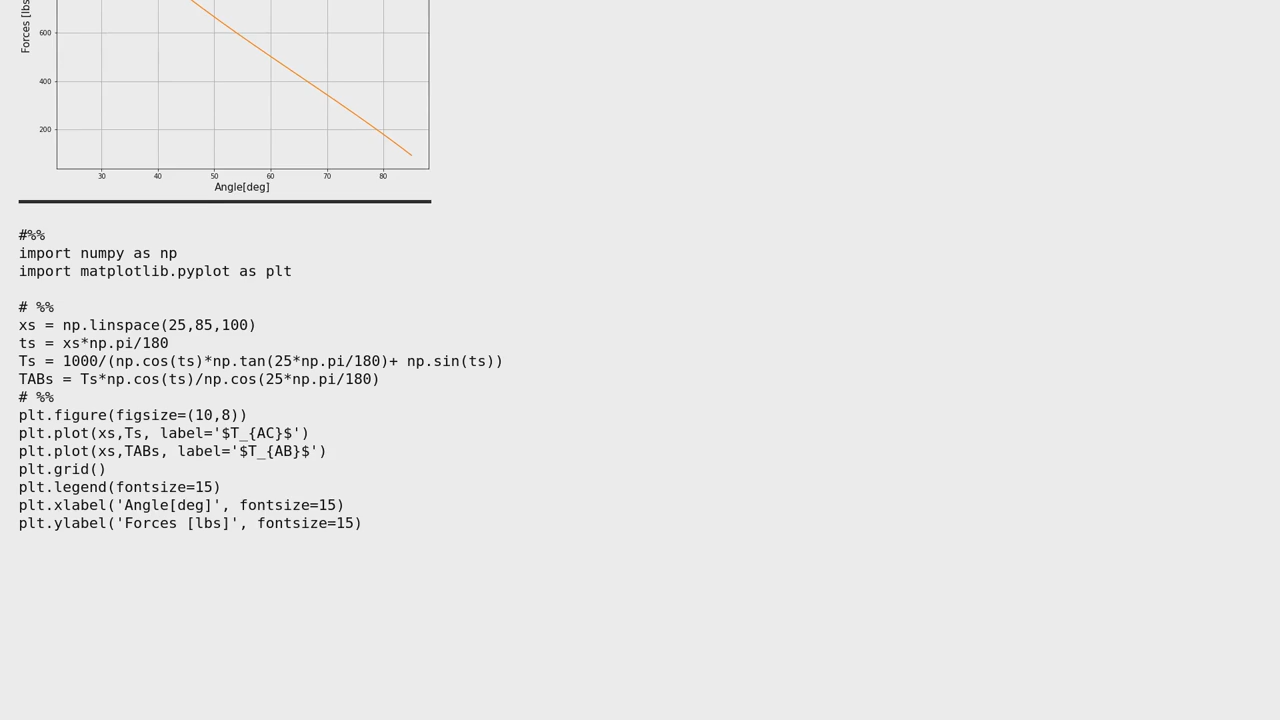 Forces [lbs
600
400
200
30 40 50 60 70 80
Angle[deg]
#%%
import numpy as np
import matplotlib.pyplot as plt
# %%
xs = np.linspace(25,85,100)
ts = xs*np.pi/180
Ts = 1000/(np.cos(ts)*np.tan(25*np.pi/180)+ np.sin(ts))
TABs = Ts*np.cos(ts)/np.cos(25*np.pi/180)
# %%
plt.figure(figsize=(10,8))
plt.plot(xs,Ts, label='$T_{AC}$')
plt.plot(xs,TABs, label='$T_{AB}$')
plt.grid()
plt.legend(fontsize=15)
plt.xlabel('Angle[deg]', fontsize=15)
plt.ylabel('Forces [lbs]', fontsize=15)